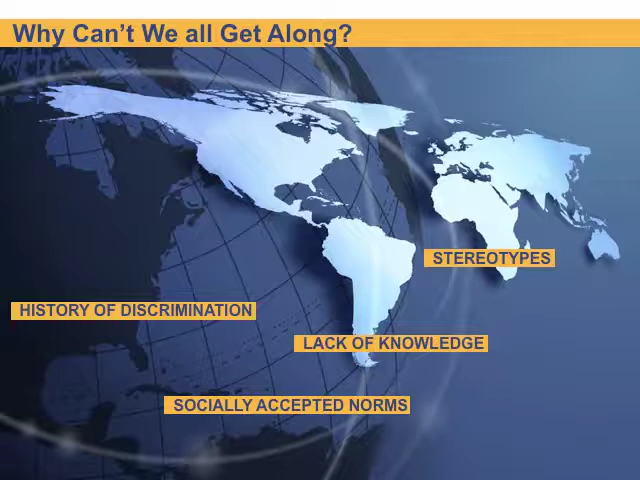 Why Can't We all Get Along?
STEREOTYPES
HISTORY OF DISCRIMINATION
LACK OF KNOWLEDGE
SOCIALLY ACCEPTED NORMS